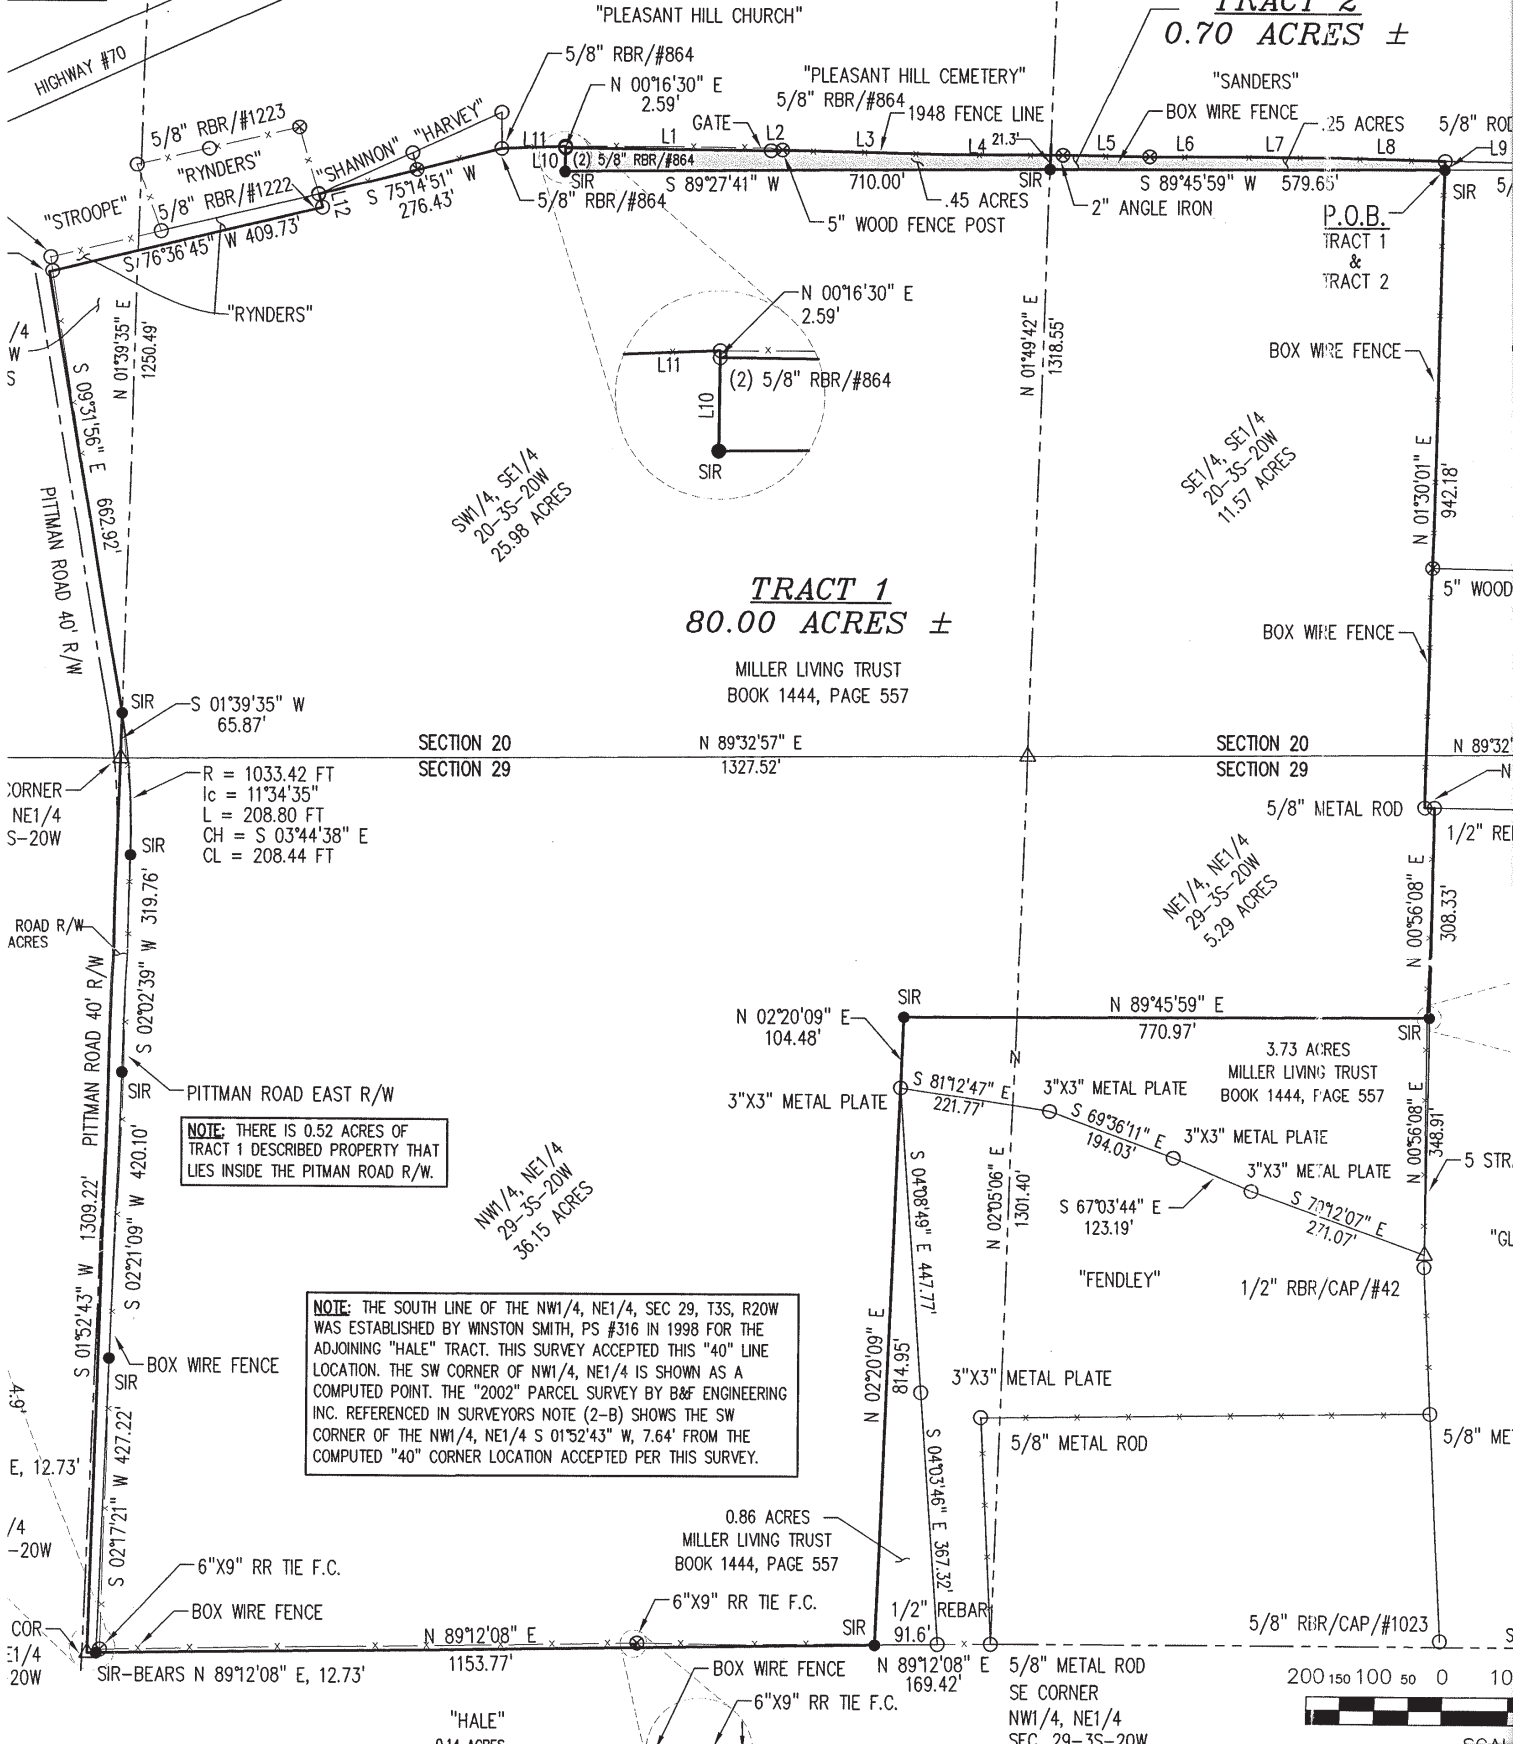 "PLEASANT HILL CHURCH"
TRACT 2
0.70 ACRES ±
HIGHWAY #70
5/8" RBR/#864
N 00°16'30" E
2.59'
"PLEASANT HILL CEMETERY"
5/8" RBR/#864
1948 FENCE LINE
"SANDERS"
BOX WIRE FENCE
.25 ACRES
5/8" RBR/#1223
"RYNDERS"
"SHANNON"
"HARVEY"
L11
L10
L1
GATE
L2
L3
L4
21.3'
L5
L6
L7
L8
L9
(2) 5/8" RBR/#864
SIR
S 89°27'41" W
710.00'
SIR
S 89°45'59" W
579.65'
SIR
"STROOPE"
5/8" RBR/#1222
L12
S 75°14'51" W
276.43'
5/8" RBR/#864
.45 ACRES
5" WOOD FENCE POST
2" ANGLE IRON
P.O.B.
TRACT 1
&
TRACT 2
S 76°36'45" W 409.73'
"RYNDERS"
N 01°39'35" E
1250.49'
N 00°16'30" E
2.59'
L11
(2) 5/8" RBR/#864
L10
SIR
N 01°49'42" E
1318.55'
BOX WIRE FENCE
/4
W
S
S 09°31'56" E 662.92'
PITTMAN ROAD 40' R/W
SW1/4, SE1/4
20-3S-20W
25.98 ACRES
SE1/4, SE1/4
20-3S-20W
11.57 ACRES
N 01°30'01" E
942.18'
5" WOOD
TRACT 1
80.00 ACRES ±
BOX WIRE FENCE
MILLER LIVING TRUST
BOOK 1444, PAGE 557
SIR
S 01°39'35" W
65.87'
SECTION 20
SECTION 29
N 89°32'57" E
1327.52'
SECTION 20
SECTION 29
N 89°32'
N
CORNER
NE1/4
S-20W
R = 1033.42 FT
lc = 11°34'35"
L = 208.80 FT
CH = S 03°44'38" E
CL = 208.44 FT
5/8" METAL ROD
SIR
S 02°02'39" W 319.76'
NE1/4, NE1/4
29-3S-20W
5.29 ACRES
N 00°56'08" E
308.33'
ROAD R/W
ACRES
PITTMAN ROAD 40' R/W
SIR
N 89°45'59" E
770.97'
SIR
N 02°20'09" E
104.48'
3.73 ACRES
MILLER LIVING TRUST
BOOK 1444, PAGE 557
SIR
PITTMAN ROAD EAST R/W
3"X3" METAL PLATE
S 81°12'47" E
221.77'
N
3"X3" METAL PLATE
S 69°36'11" E
194.03'
3"X3" METAL PLATE
3"X3" METAL PLATE
N 00°56'08" E
348.91'
NOTE: THERE IS 0.52 ACRES OF
TRACT 1 DESCRIBED PROPERTY THAT
LIES INSIDE THE PITMAN ROAD R/W.
S 02°21'09" W 420.10'
S 01°52'43" W 1309.22'
NW1/4, NE1/4
29-3S-20W
36.15 ACRES
S 04°08'49" E 447.77'
N 02°05'06" E
1301.40'
S 67°03'44" E
123.19'
S 70°12'07" E
271.07'
"FENDLEY"
1/2" RBR/CAP/#42
NOTE: THE SOUTH LINE OF THE NW1/4, NE1/4, SEC 29, T3S, R20W
WAS ESTABLISHED BY WINSTON SMITH, PS #316 IN 1998 FOR THE
ADJOINING "HALE" TRACT. THIS SURVEY ACCEPTED THIS "40" LINE
LOCATION. THE SW CORNER OF NW1/4, NE1/4 IS SHOWN AS A
COMPUTED POINT. THE "2002" PARCEL SURVEY BY B&F ENGINEERING
INC. REFERENCED IN SURVEYORS NOTE (2-B) SHOWS THE SW
CORNER OF THE NW1/4, NE1/4 S 01°52'43" W, 7.64' FROM THE
COMPUTED "40" CORNER LOCATION ACCEPTED PER THIS SURVEY.
BOX WIRE FENCE
SIR
N 02°20'09" E
814.95'
3"X3" METAL PLATE
5/8" METAL ROD
4.9'
E, 12.73'
S 02°17'21" W 427.22'
S 04°03'46" E 367.32'
0.86 ACRES
MILLER LIVING TRUST
BOOK 1444, PAGE 557
/4
-20W
6"X9" RR TIE F.C.
BOX WIRE FENCE
6"X9" RR TIE F.C.
SIR
1/2" REBAR
91.6'
5/8" RBR/CAP/#1023
COR
20W
N 89°12'08" E
1153.77'
SIR-BEARS N 89°12'08" E, 12.73'
BOX WIRE FENCE
6"X9" RR TIE F.C.
N 89°12'08" E
169.42'
5/8" METAL ROD
SE CORNER
NW1/4, NE1/4
SEC 29-3S-20W
"HALE"
200 150 100 50 0